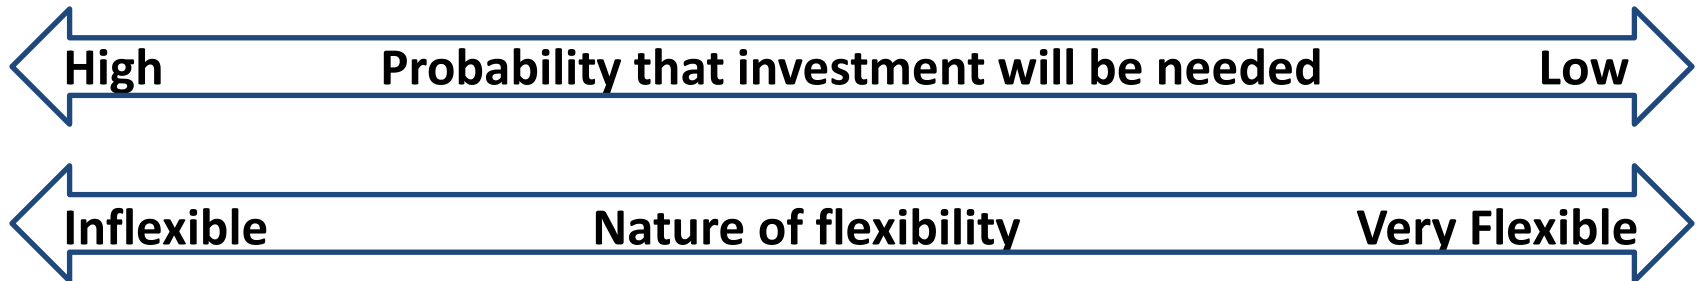 High Probability that investment will be needed Low
Inflexible Nature of flexibility Very Flexible